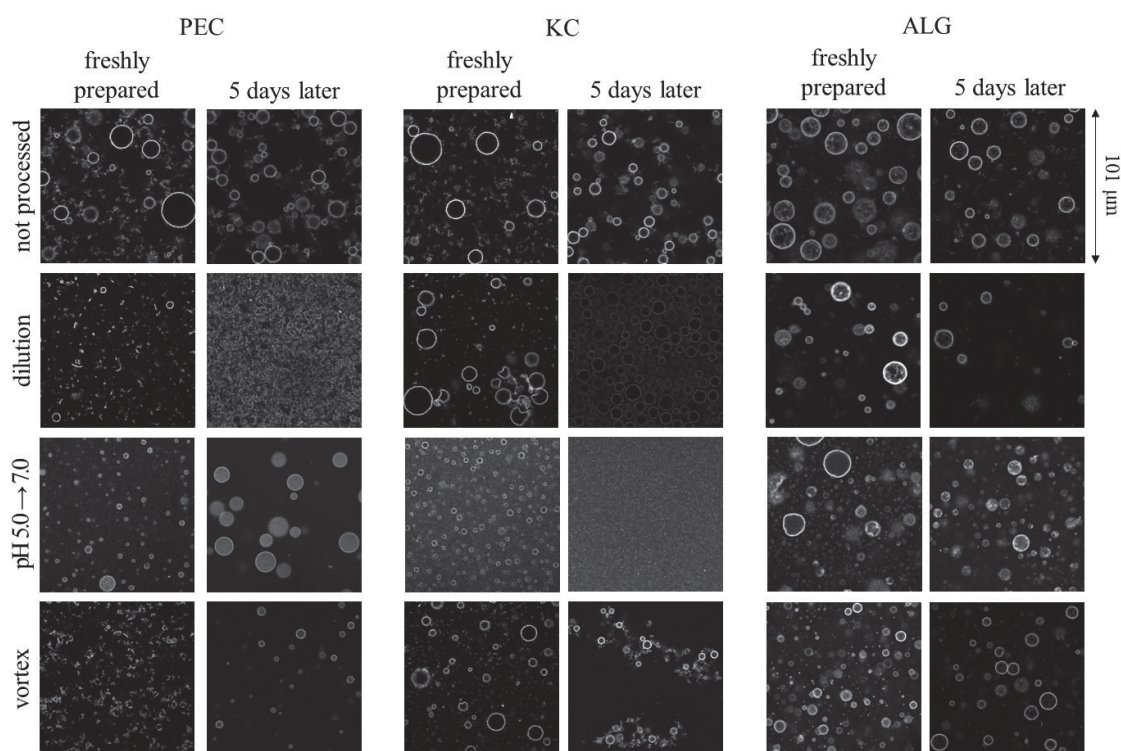 PEC
KC
ALG
freshly
prepared
5 days later
freshly
prepared
5 days later
freshly
prepared
5 days later
not processed
101 µm
dilution
pH 5.0→7.0
vortex